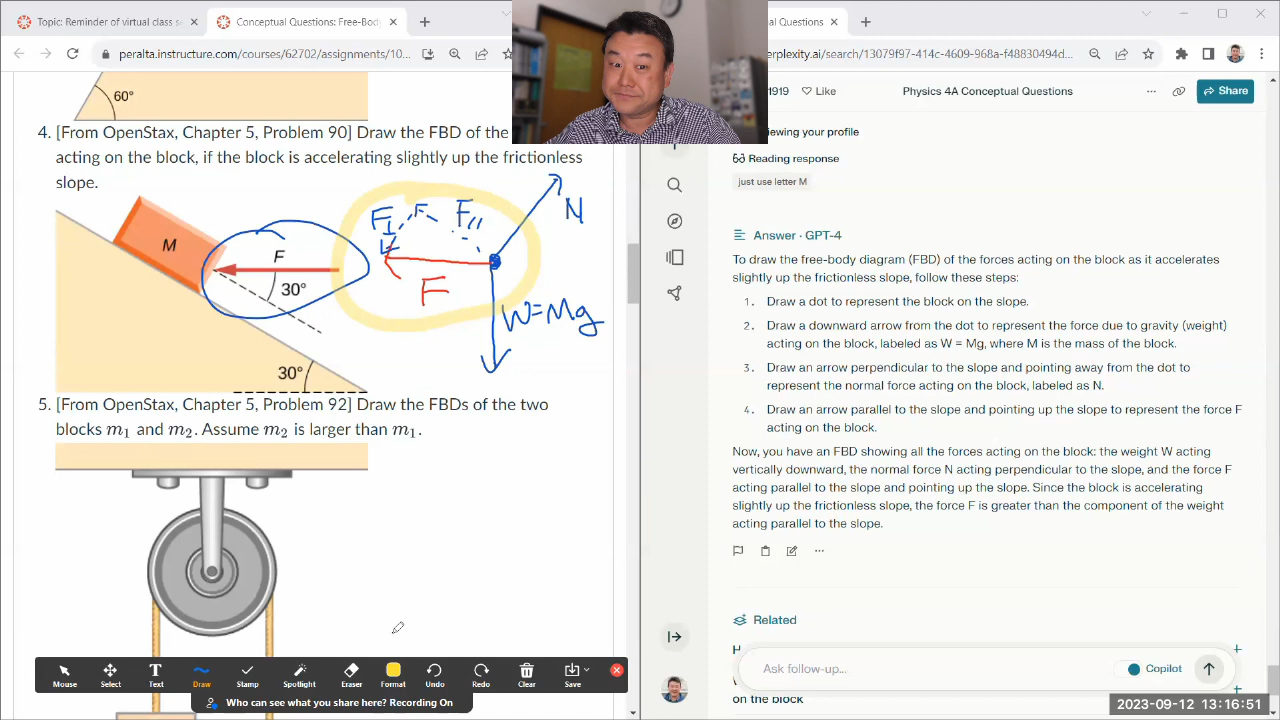 Topic: Reminder of virtual class s
Conceptual Questions: Free-Body
al Questions
peralta.instructure.com/courses/62702/assignments/10...
erplexity.ai/search/13079f97-414c-4609-968a-f48830494d...
60°
4. [From OpenStax, Chapter 5, Problem 90] Draw the FBD of the
acting on the block, if the block is accelerating slightly up the frictionless
slope.
M
F
30°
30°
F⊥
F
F//
N
F
W=Mg
5. [From OpenStax, Chapter 5, Problem 92] Draw the FBDs of the two
blocks m₁ and m₂. Assume m₂ is larger than m₁.
Mouse
Select
Text
Draw
Stamp
Spotlight
Eraser
Format
Undo
Redo
Clear
Save
Who can see what you share here? Recording On
1919
Like
Physics 4A Conceptual Questions
Share
viewing your profile
Reading response
just use letter M
Answer · GPT-4
To draw the free-body diagram (FBD) of the forces acting on the block as it accelerates
slightly up the frictionless slope, follow these steps:
1. Draw a dot to represent the block on the slope.
2. Draw a downward arrow from the dot to represent the force due to gravity (weight)
acting on the block, labeled as W = Mg, where M is the mass of the block.
3. Draw an arrow perpendicular to the slope and pointing away from the dot to
represent the normal force acting on the block, labeled as N.
4. Draw an arrow parallel to the slope and pointing up the slope to represent the force F
acting on the block.
Now, you have an FBD showing all the forces acting on the block: the weight W acting
vertically downward, the normal force N acting perpendicular to the slope, and the force F
acting parallel to the slope and pointing up the slope. Since the block is accelerating
slightly up the frictionless slope, the force F is greater than the component of the weight
acting parallel to the slope.
Related
Ask follow-up...
Copilot
on the block
2023-09-12 13:16:51